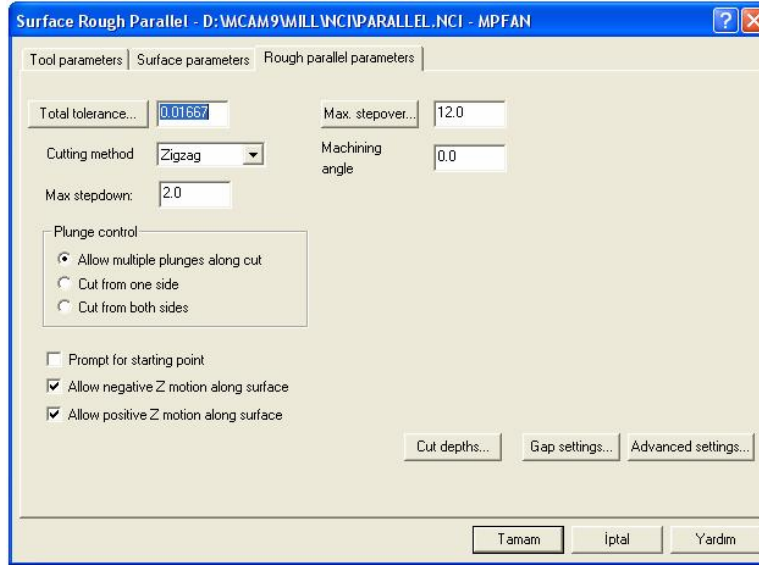 Surface Rough Parallel - D:\MCAM9\MILL\NCI\PARALLEL.NCI - MPFAN
Tool parameters Surface parameters Rough parallel parameters
Total tolerance... 0.01667 Max. stepover... 12.0
Cutting method Zigzag Machining angle 0.0
Max stepdown: 2.0
Plunge control
Allow multiple plunges along cut
Cut from one side
Cut from both sides
Prompt for starting point
Allow negative Z motion along surface
Allow positive Z motion along surface
Cut depths... Gap settings... Advanced settings...
Tamam İptal Yardım